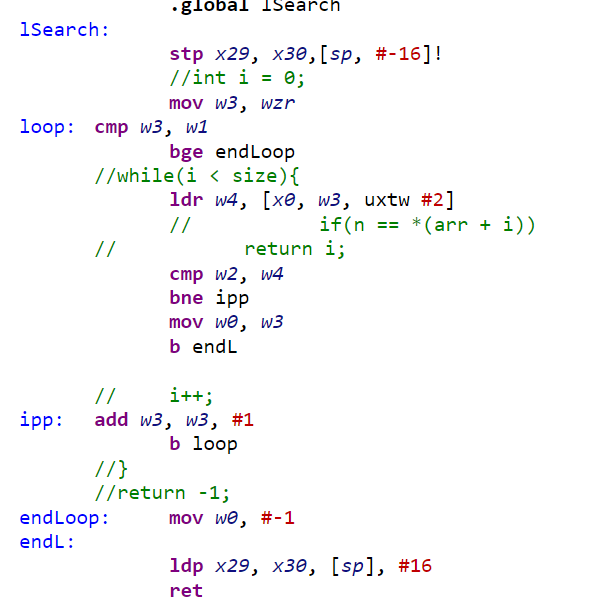 .global lSearch
lSearch:
stp x29, x30,[sp, #-16]!
//int i = 0;
mov w3, wzr
loop: cmp w3, w1
bge endLoop
//while(i < size){
ldr w4, [x0, w3, uxtw #2]
// if(n == *(arr + i))
// return i;
cmp w2, w4
bne ipp
mov w0, w3
b endL
// i++;
ipp: add w3, w3, #1
b loop
//}
//return -1;
endLoop: mov w0, #-1
endL:
ldp x29, x30, [sp], #16
ret